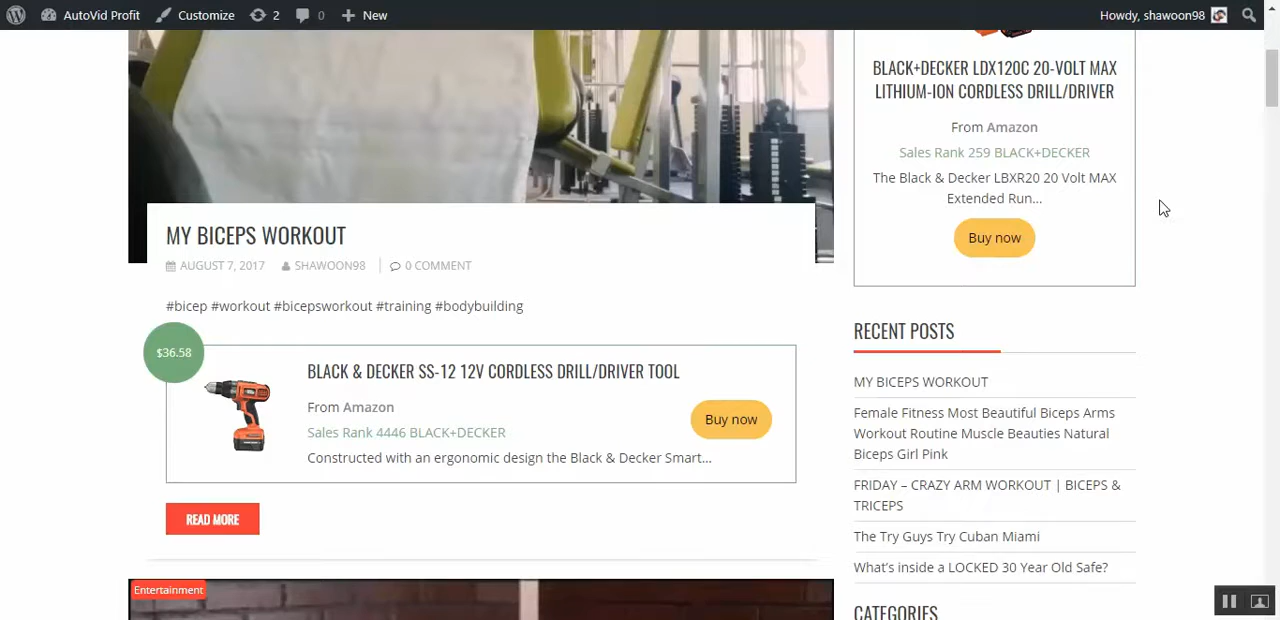 AutoVid Profit Customize 2 0 New Howdy, shawoon98
MY BICEPS WORKOUT
AUGUST 7, 2017 SHAWOON98 0 COMMENT
#bicep #workout #bicepsworkout #training #bodybuilding
$36.58
BLACK & DECKER SS-12 12V CORDLESS DRILL/DRIVER TOOL
From Amazon
Sales Rank 4446 BLACK+DECKER
Constructed with an ergonomic design the Black & Decker Smart...
Buy now
READ MORE
Entertainment
BLACK+DECKER LDX120C 20-VOLT MAX
LITHIUM-ION CORDLESS DRILL/DRIVER
From Amazon
Sales Rank 259 BLACK+DECKER
The Black & Decker LBXR20 20 Volt MAX
Extended Run...
Buy now
RECENT POSTS
MY BICEPS WORKOUT
Female Fitness Most Beautiful Biceps Arms
Workout Routine Muscle Beauties Natural
Biceps Girl Pink
FRIDAY – CRAZY ARM WORKOUT | BICEPS &
TRICEPS
The Try Guys Try Cuban Miami
What's inside a LOCKED 30 Year Old Safe?
CATEGORIES